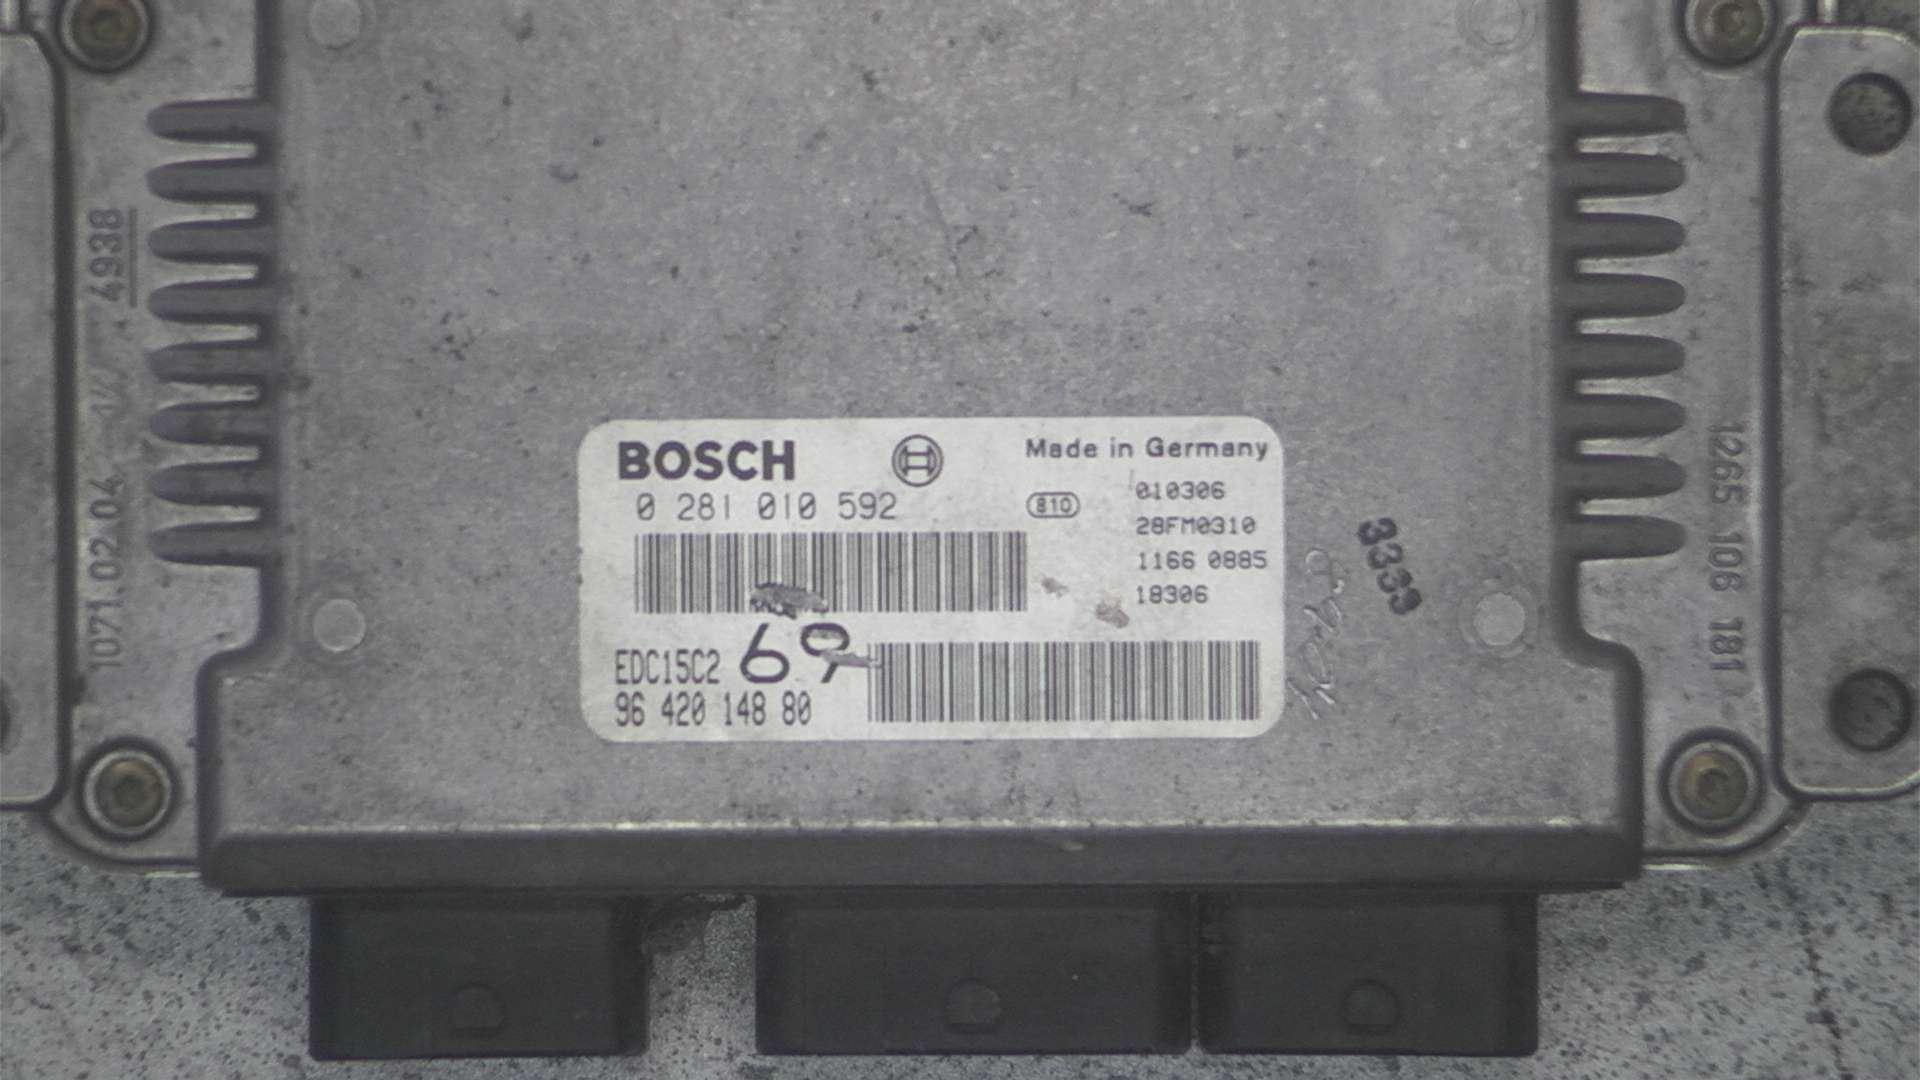 BOSCH
Made in Germany
0 281 010 592
810
010306
28FM0310
1166 0885
18306
EDC15C2
69
96 420 148 80
3333
4938
1071.02.04
1265 106 181